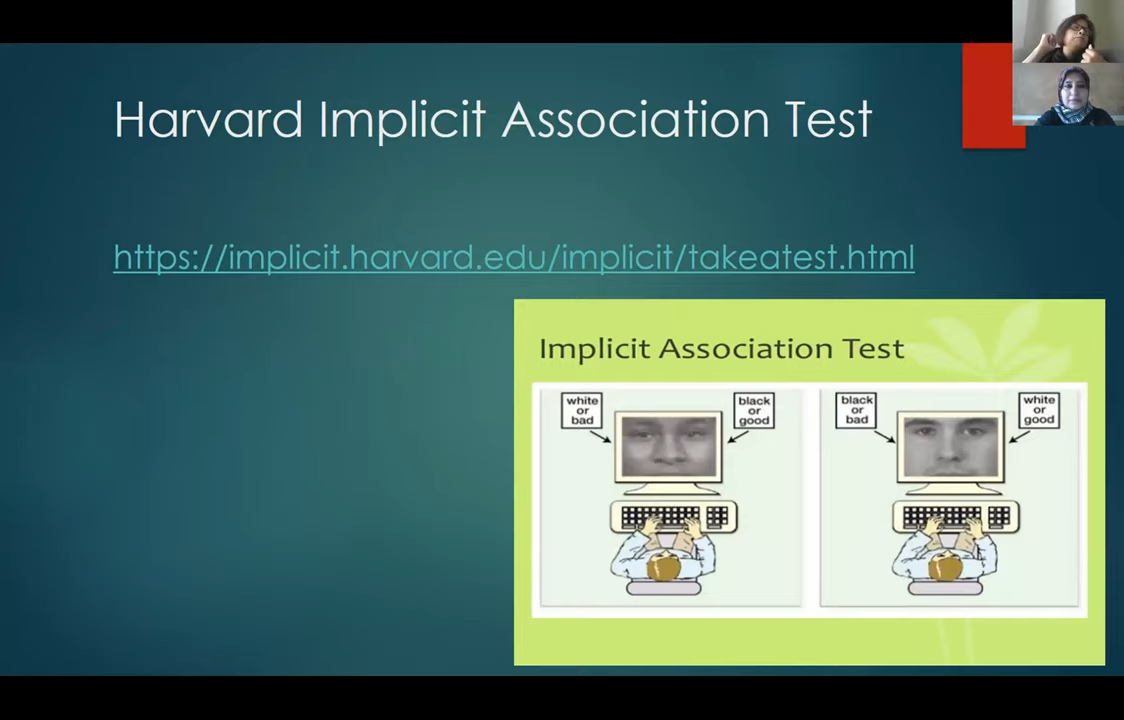 Harvard Implicit Association Test
https://implicit.harvard.edu/implicit/takeatest.html
Implicit Association Test
white
or
bad
black
or
good
black
or
bad
white
or
good